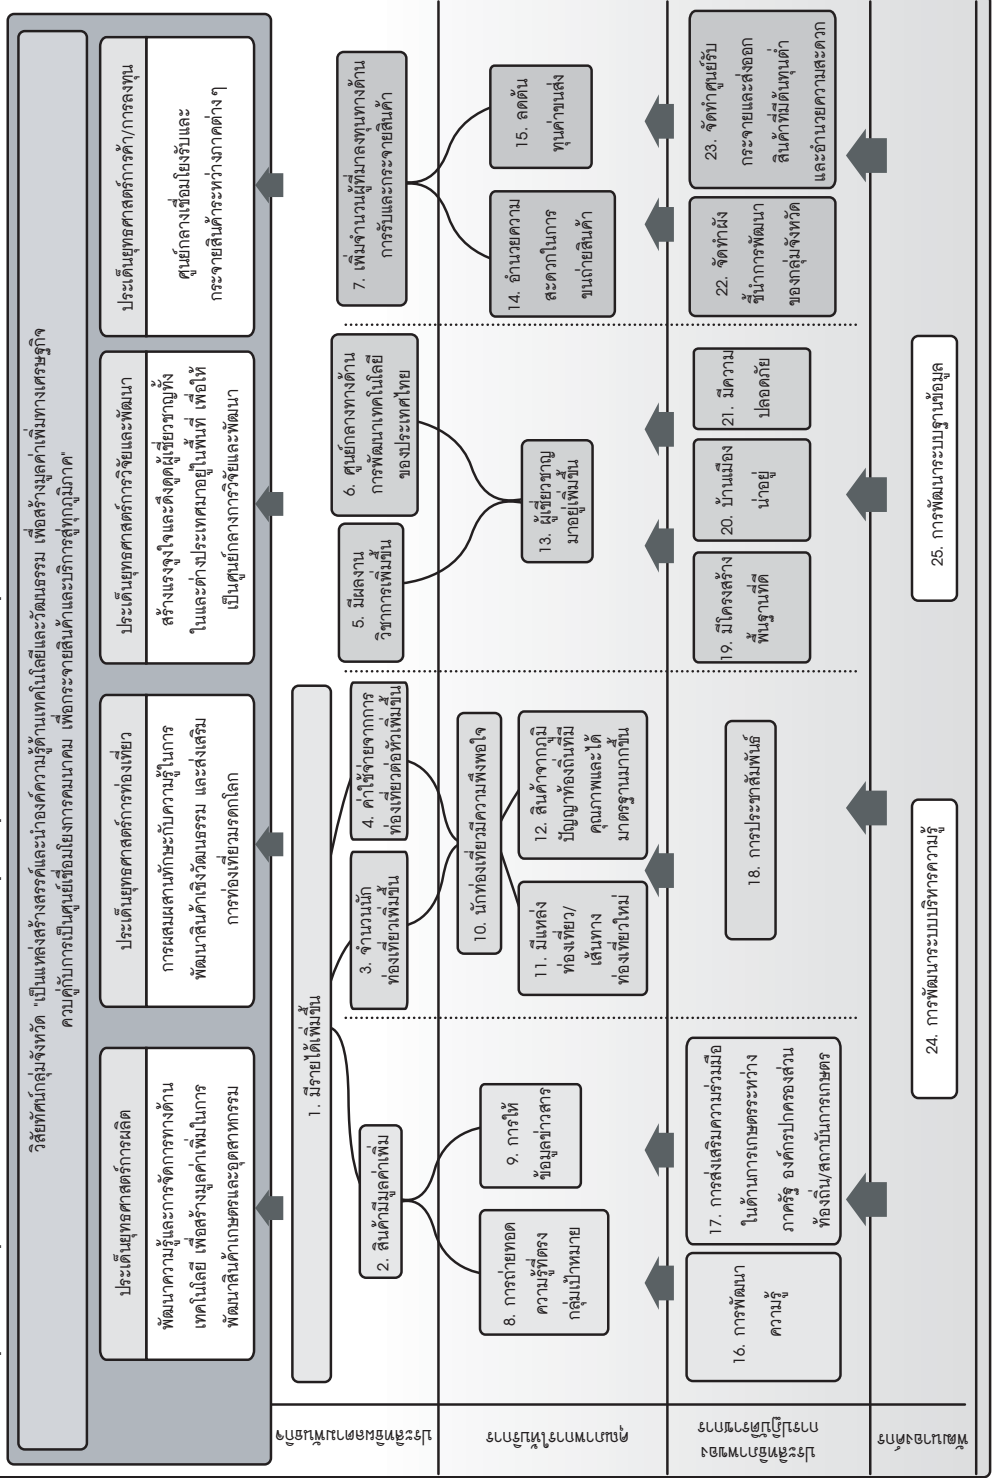 วิสัยทัศน์กลุ่มจังหวัด "เป็นแหล่งสร้างสรรค์และนำองค์ความรู้ด้านเทคโนโลยีและวัฒนธรรม เพื่อสร้างมูลค่าเพิ่มทางเศรษฐกิจ
ควบคู่กับการเป็นศูนย์เชื่อมโยงการคมนาคม เพื่อกระจายสินค้าและบริการสู่ทุกภูมิภาค"
ประเด็นยุทธศาสตร์การผลิต
พัฒนาความรู้และการจัดการทางด้าน
เทคโนโลยี เพื่อสร้างมูลค่าเพิ่มในการ
พัฒนาสินค้าเกษตรและอุตสาหกรรม
ประเด็นยุทธศาสตร์การท่องเที่ยว
การผสมผสานทักษะกับความรู้ในการ
พัฒนาสินค้าเชิงวัฒนธรรม และส่งเสริม
การท่องเที่ยวมรดกโลก
ประเด็นยุทธศาสตร์การวิจัยและพัฒนา
สร้างแรงจูงใจและดึงดูดผู้เชี่ยวชาญทั้ง
ในและต่างประเทศมาอยู่ในพื้นที่ เพื่อให้
เป็นศูนย์กลางการวิจัยและพัฒนา
ประเด็นยุทธศาสตร์การค้า/การลงทุน
ศูนย์กลางเชื่อมโยงรับและ
กระจายสินค้าระหว่างภาคต่าง ๆ
ประสิทธิผลตามพันธกิจ
1. มีรายได้เพิ่มขึ้น
2. สินค้ามีมูลค่าเพิ่ม
3. จำนวนนัก
ท่องเที่ยวเพิ่มขึ้น
4. ค่าใช้จ่ายจากการ
ท่องเที่ยวต่อหัวเพิ่มขึ้น
5. มีผลงาน
วิชาการเพิ่มขึ้น
6. ศูนย์กลางทางด้าน
การพัฒนาเทคโนโลยี
ของประเทศไทย
7. เพิ่มจำนวนผู้ที่มาลงทุนทางด้าน
การรับและกระจายสินค้า
คุณภาพการให้บริการ
8. การถ่ายทอด
ความรู้ที่ตรง
กลุ่มเป้าหมาย
9. การให้
ข้อมูลข่าวสาร
10. นักท่องเที่ยวมีความพึงพอใจ
11. มีแหล่ง
ท่องเที่ยว/
เส้นทาง
ท่องเที่ยวใหม่
12. สินค้าจากภูมิ
ปัญญาท้องถิ่นที่มี
คุณภาพและได้
มาตรฐานมากขึ้น
13. ผู้เชี่ยวชาญ
มาอยู่เพิ่มขึ้น
14. อำนวยความ
สะดวกในการ
ขนถ่ายสินค้า
15. ลดต้น
ทุนค่าขนส่ง
ประสิทธิภาพของ
การปฏิบัติราชการ
16. การพัฒนา
ความรู้
17. การส่งเสริมความร่วมมือ
ในด้านการเกษตรระหว่าง
ภาครัฐ องค์กรปกครองส่วน
ท้องถิ่น/สถาบันการเกษตร
18. การประชาสัมพันธ์
19. มีโครงสร้าง
พื้นฐานที่ดี
20. บ้านเมือง
น่าอยู่
21. มีความ
ปลอดภัย
22. จัดทำผัง
ชี้นำการพัฒนา
ของกลุ่มจังหวัด
23. จัดทำศูนย์รับ
กระจายและส่งออก
สินค้าที่มีต้นทุนต่ำ
และอำนวยความสะดวก
พัฒนาองค์กร
24. การพัฒนาระบบบริหารความรู้
25. การพัฒนาระบบฐานข้อมูล